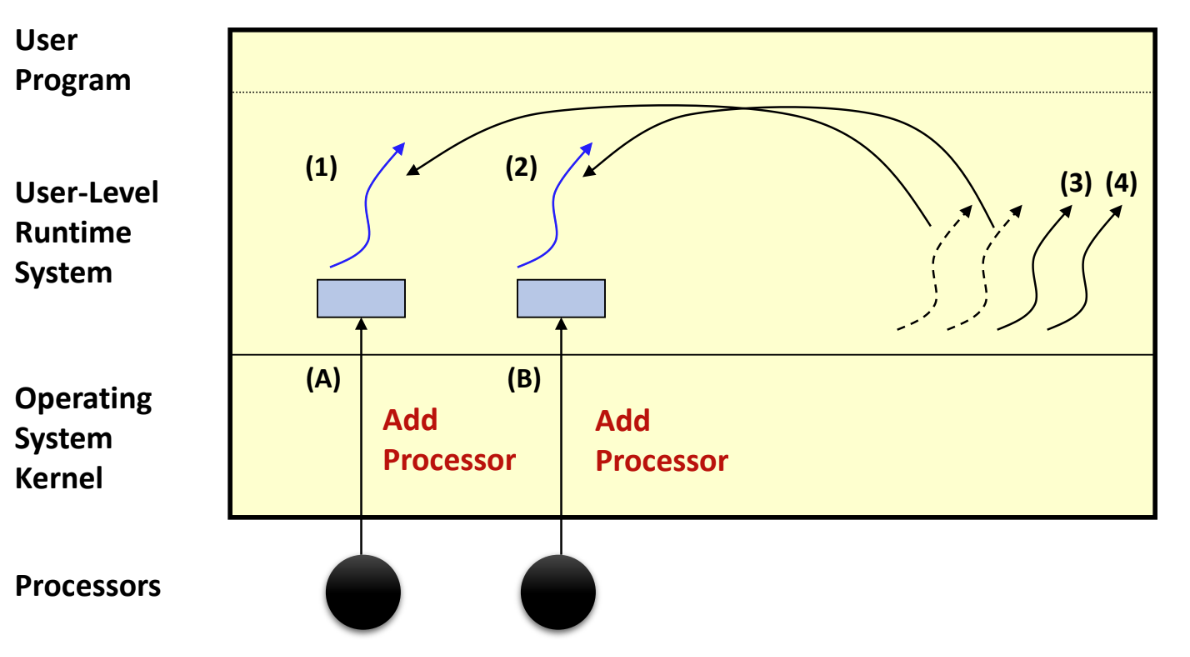 User
Program
(1)
(2)
(3) (4)
User-Level
Runtime
System
(A)
(B)
Operating
System
Kernel
Add
Processor
Add
Processor
Processors